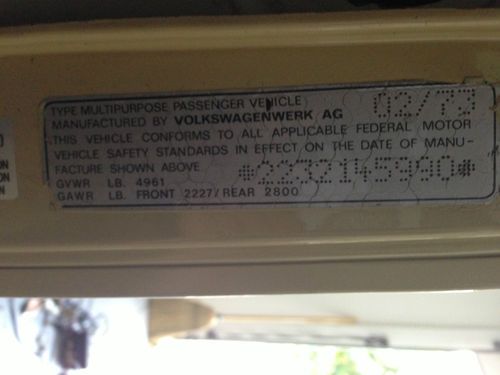 TYPE MULTIPURPOSE PASSENGER VEHICLE 02/73
MANUFACTURED BY VOLKSWAGENWERK AG
THIS VEHICLE CONFORMS TO ALL APPLICABLE FEDERAL MOTOR
VEHICLE SAFETY STANDARDS IN EFFECT ON THE DATE OF MANU-
FACTURE SHOWN ABOVE *2232145990*
GVWR LB. 4961
GAWR LB. FRONT 2227/ REAR 2800